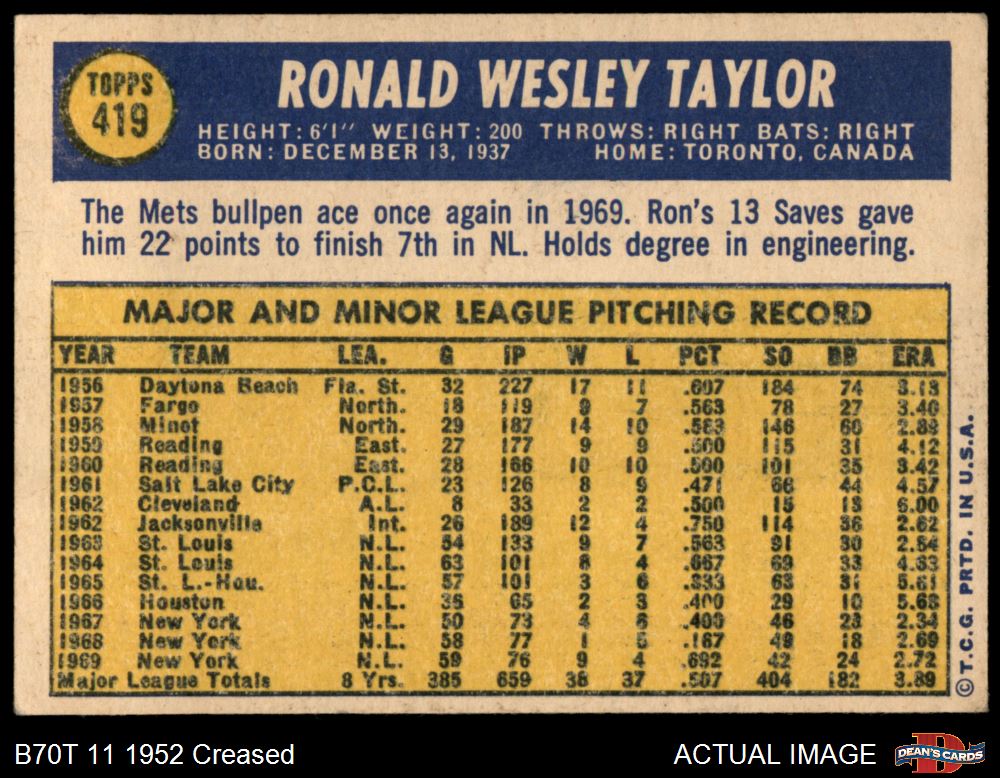 TOPPS
419
RONALD WESLEY TAYLOR
HEIGHT: 6'1" WEIGHT: 200 THROWS: RIGHT BATS: RIGHT
BORN: DECEMBER 13, 1937 HOME: TORONTO, CANADA
The Mets bullpen ace once again in 1969. Ron's 13 Saves gave
him 22 points to finish 7th in NL. Holds degree in engineering.
MAJOR AND MINOR LEAGUE PITCHING RECORD
YEAR TEAM LEA. G IP W L PCT SO BB ERA
1956 Daytona Beach Fla. St. 32 227 17 11 .607 184 74 3.13
1957 Fargo North. 18 119 9 7 .563 78 27 3.40
1958 Minot North. 29 187 14 10 .583 146 60 2.89
1959 Reading East. 27 177 9 9 .500 115 31 4.12
1960 Reading East. 28 166 10 10 .500 101 35 3.42
1961 Salt Lake City P.C.L. 23 126 8 9 .471 66 44 4.57
1962 Cleveland A.L. 8 33 2 2 .500 15 13 6.00
1962 Jacksonville Int. 26 189 12 4 .750 114 36 2.62
1963 St. Louis N.L. 54 133 9 7 .563 91 30 2.84
1964 St. Louis N.L. 63 101 8 4 .667 69 33 4.63
1965 St. L.-Hou. N.L. 57 101 3 6 .333 63 31 5.61
1966 Houston N.L. 36 65 2 3 .400 29 10 5.68
1967 New York N.L. 50 73 4 6 .400 46 23 2.34
1968 New York N.L. 58 77 1 5 .167 49 18 2.69
1969 New York N.L. 59 76 9 4 .692 42 24 2.72
Major League Totals 8 Yrs. 385 659 38 37 .507 404 182 3.89
© T.C.G. PRTD. IN U.S.A.
B70T 11 1952 Creased
ACTUAL IMAGE
DEAN'S CARDS